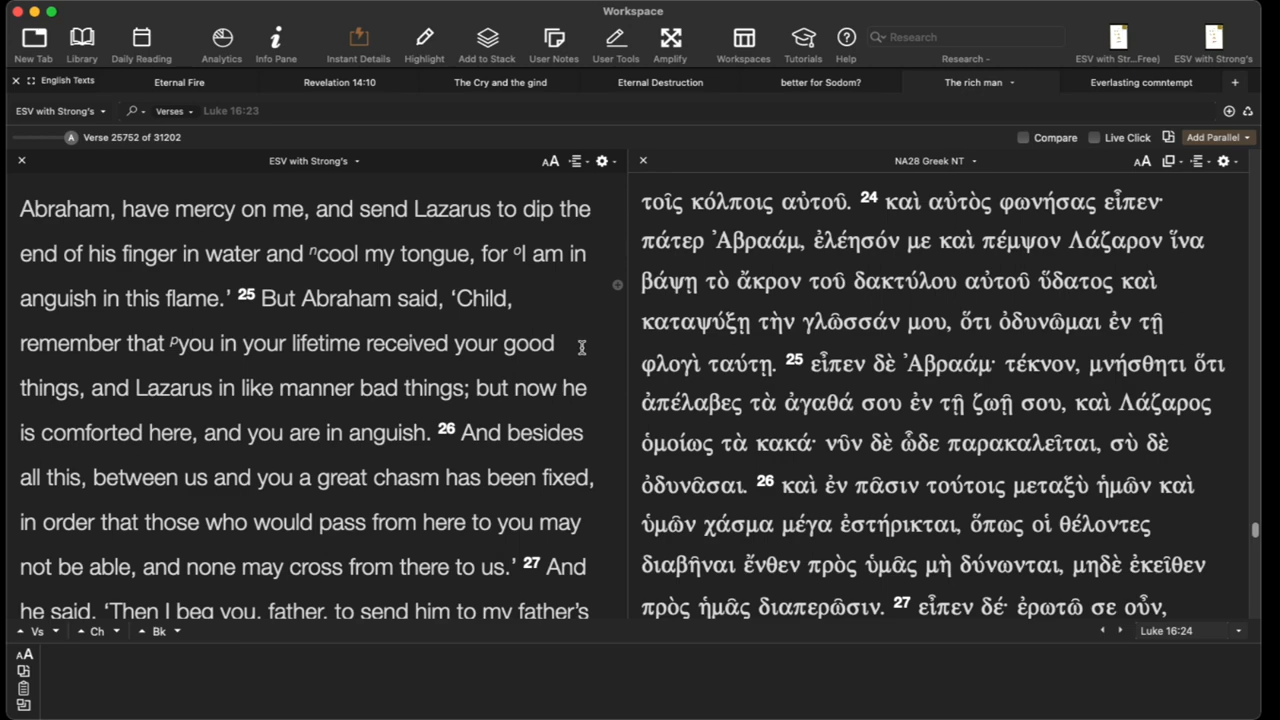 Workspace
New Tab Library Daily Reading Analytics Info Pane Instant Details Highlight Add to Stack User Notes User Tools Amplify Workspaces Tutorials Help Research Research ESV with Str...Free) ESV with Strong's
English Texts Eternal Fire Revelation 14:10 The Cry and the gind Eternal Destruction better for Sodom? The rich man Everlasting comntempt
ESV with Strong's Verses Luke 16:23
A Verse 25752 of 31202 Compare Live Click Add Parallel
ESV with Strong's
Abraham, have mercy on me, and send Lazarus to dip the
end of his finger in water and ⁿcool my tongue, for ᵒI am in
anguish in this flame.’ 25 But Abraham said, ‘Child,
remember that ᵖyou in your lifetime received your good
things, and Lazarus in like manner bad things; but now he
is comforted here, and you are in anguish. 26 And besides
all this, between us and you a great chasm has been fixed,
in order that those who would pass from here to you may
not be able, and none may cross from there to us.’ 27 And
he said, ‘Then I beg you, father, to send him to my father’s
NA28 Greek NT
τοῖς κόλποις αὐτοῦ. 24 καὶ αὐτὸς φωνήσας εἶπεν·
πάτερ Ἀβραάμ, ἐλέησόν με καὶ πέμψον Λάζαρον ἵνα
βάψῃ τὸ ἄκρον τοῦ δακτύλου αὐτοῦ ὕδατος καὶ
καταψύξῃ τὴν γλῶσσάν μου, ὅτι ὀδυνῶμαι ἐν τῇ
φλογὶ ταύτῃ. 25 εἶπεν δὲ Ἀβραάμ· τέκνον, μνήσθητι ὅτι
ἀπέλαβες τὰ ἀγαθά σου ἐν τῇ ζωῇ σου, καὶ Λάζαρος
ὁμοίως τὰ κακά· νῦν δὲ ὧδε παρακαλεῖται, σὺ δὲ
ὀδυνᾶσαι. 26 καὶ ἐν πᾶσιν τούτοις μεταξὺ ἡμῶν καὶ
ὑμῶν χάσμα μέγα ἐστήρικται, ὅπως οἱ θέλοντες
διαβῆναι ἔνθεν πρὸς ὑμᾶς μὴ δύνωνται, μηδὲ ἐκεῖθεν
πρὸς ἡμᾶς διαπερῶσιν. 27 εἶπεν δέ· ἐρωτῶ σε οὖν,
Vs Ch Bk Luke 16:24
AA